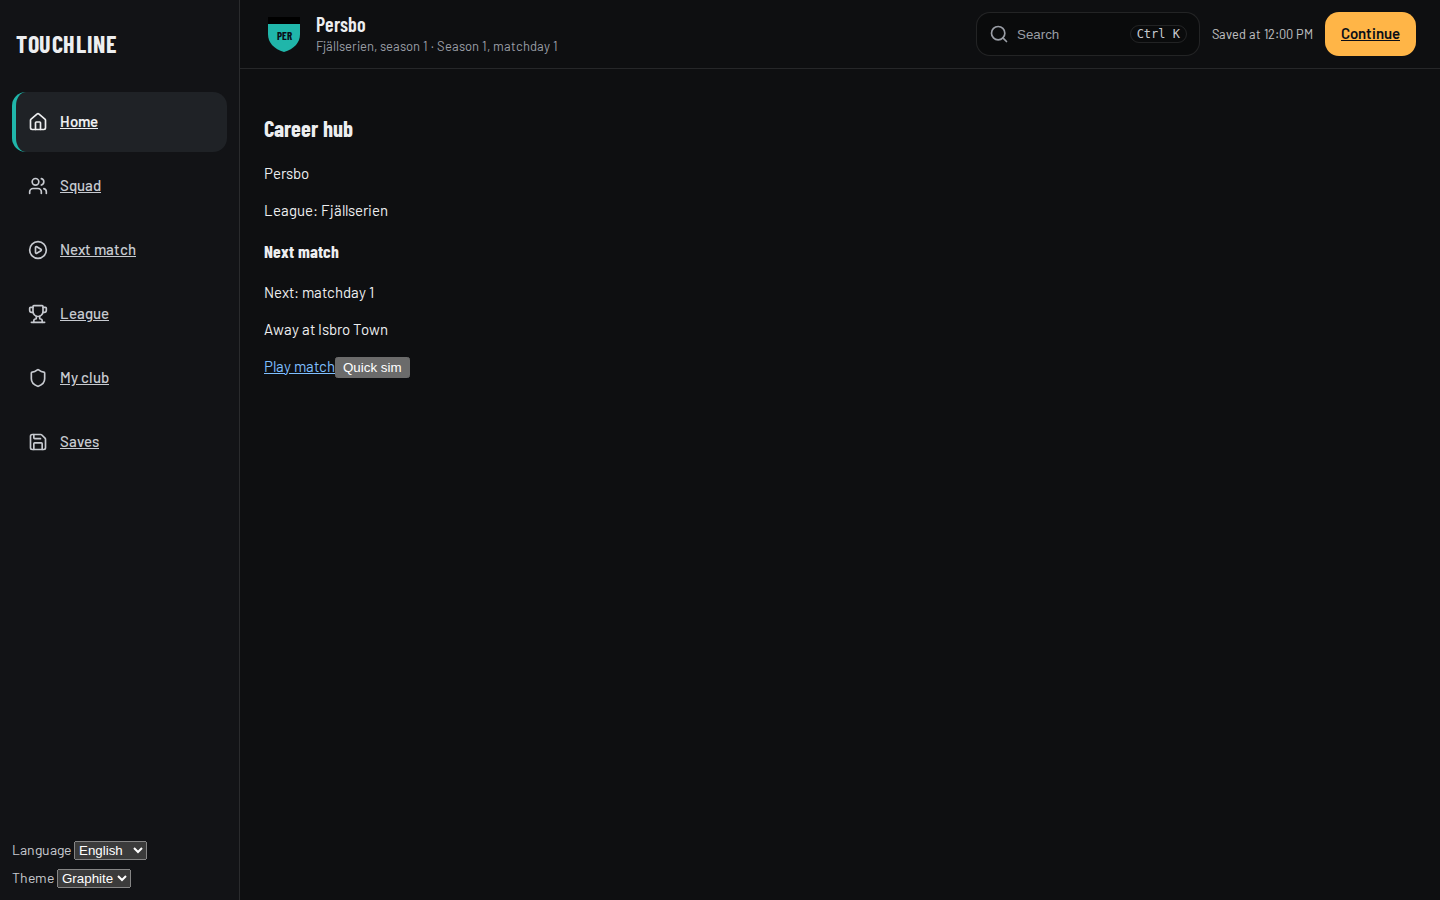 TOUCHLINE
Home
Squad
Next match
League
My club
Saves
Language English
Theme Graphite
PER
Persbo
Fjällserien, season 1 · Season 1, matchday 1
Search Ctrl K
Saved at 12:00 PM
Continue
Career hub
Persbo
League: Fjällserien
Next match
Next: matchday 1
Away at Isbro Town
Play match Quick sim